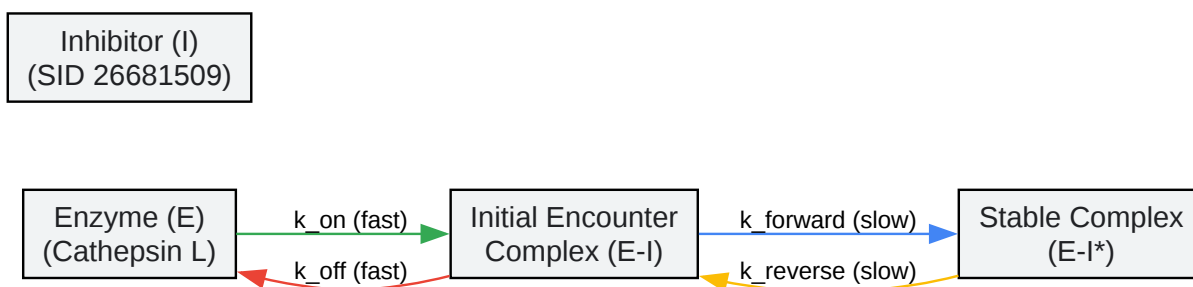 Inhibitor (I)
(SID 26681509)
Enzyme (E)
(Cathepsin L)
k_on (fast)
k_off (fast)
Initial Encounter
Complex (E-I)
k_forward (slow)
k_reverse (slow)
Stable Complex
(E-I*)